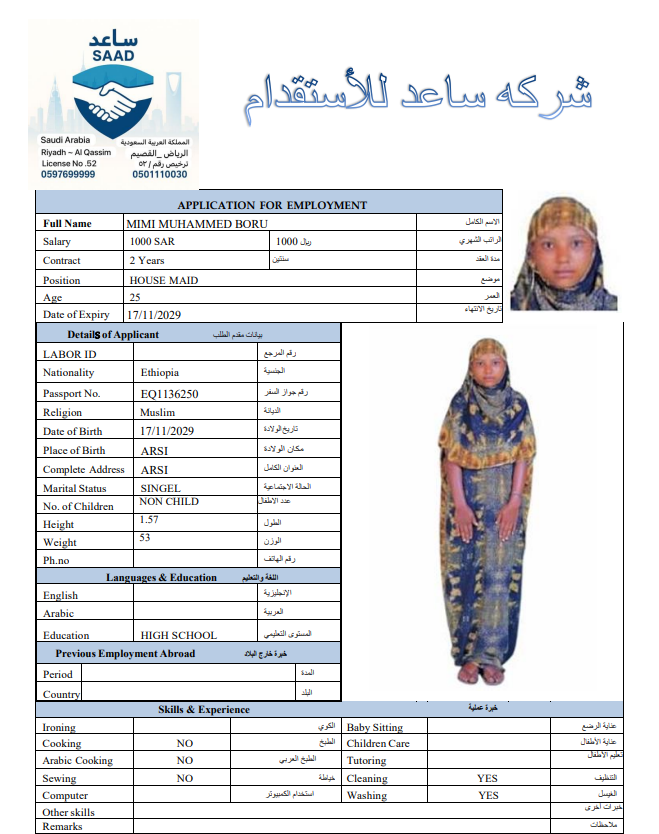 ساعد
SAAD
Saudi Arabia المملكة العربية السعودية
Riyadh ~ Al Qassim الرياض _القصيم
License No .52 ترخيص رقم / ٥٢
0597699999 0501110030
شركه ساعد للأستقدام
APPLICATION FOR EMPLOYMENT
Full Name MIMI MUHAMMED BORU الاسم الكامل
Salary 1000 SAR 1000 ريال الراتب الشهري
Contract 2 Years سنتين مدة العقد
Position HOUSE MAID موضع
Age 25 العمر
Date of Expiry 17/11/2029 تاريخ الانتهاء
Details of Applicant بيانات مقدم الطلب
LABOR ID رقم المرجع
Nationality Ethiopia الجنسية
Passport No. EQ1136250 رقم جواز السفر
Religion Muslim الديانة
Date of Birth 17/11/2029 تاريخ الولادة
Place of Birth ARSI مكان الولادة
Complete Address ARSI العنوان الكامل
Marital Status SINGEL الحالة الاجتماعية
No. of Children NON CHILD عدد الاطفال
Height 1.57 الطول
Weight 53 الوزن
Ph.no رقم الهاتف
Languages & Education اللغة والتعليم
English الإنجليزية
Arabic العربية
Education HIGH SCHOOL المستوى التعليمي
Previous Employment Abroad خبرة خارج البلاد
Period المدة
Country البلد
Skills & Experience خبرة عملية
Ironing الكوي Baby Sitting عناية الرضع
Cooking NO الطبخ Children Care عناية الأطفال
Arabic Cooking NO الطبخ العربي Tutoring تعليم الأطفال
Sewing NO خياطة Cleaning YES التنظيف
Computer استخدام الكمبيوتر Washing YES الغسيل
Other skills خبرات أخرى
Remarks ملاحظات